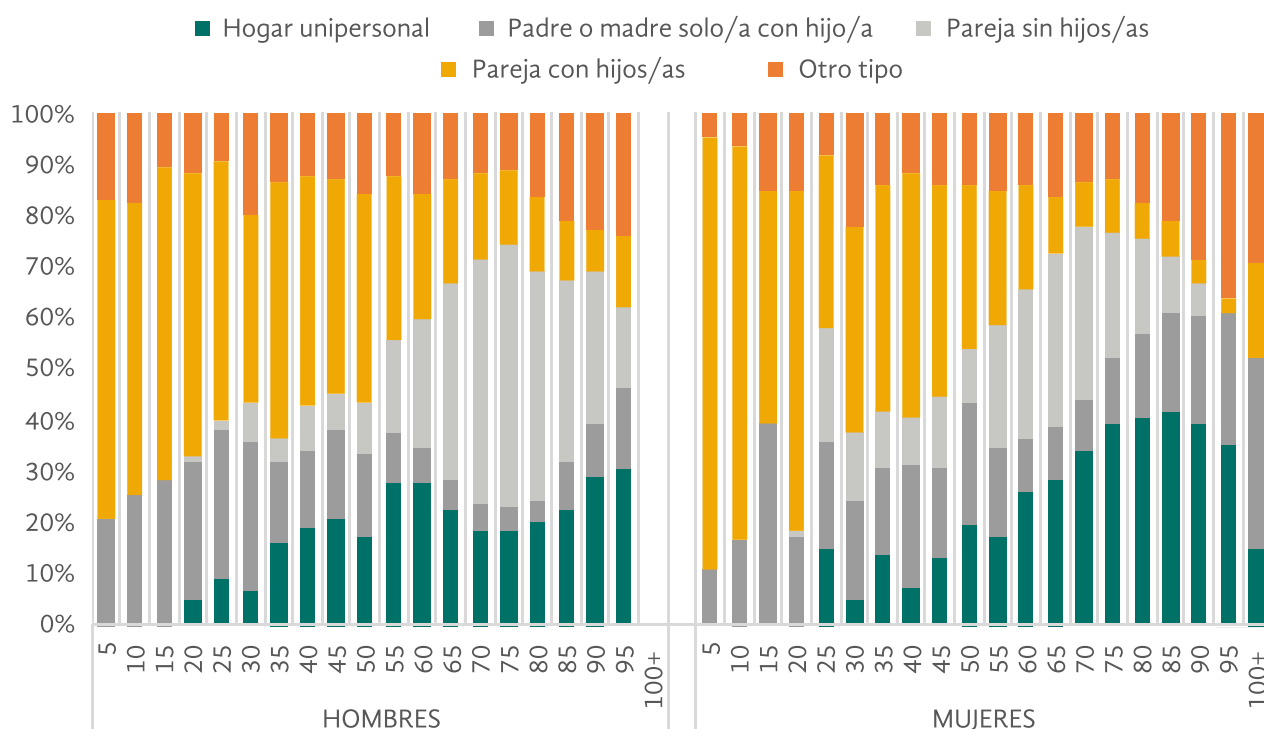 Hogar unipersonal Padre o madre solo/a con hijo/a Pareja sin hijos/as
Pareja con hijos/as Otro tipo
100%
90%
80%
70%
60%
50%
40%
30%
20%
10%
0%
5 10 15 20 25 30 35 40 45 50 55 60 65 70 75 80 85 90 95 100+ 5 10 15 20 25 30 35 40 45 50 55 60 65 70 75 80 85 90 95 100+
HOMBRES MUJERES